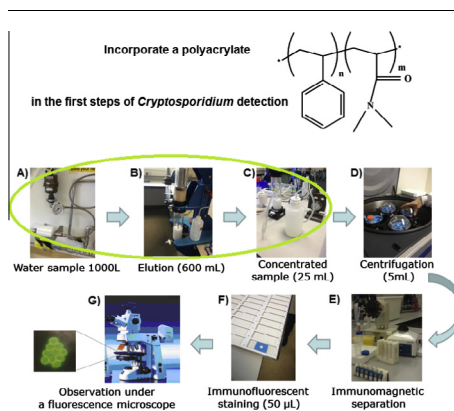 Incorporate a polyacrylate
n
m
O
N
in the first steps of Cryptosporidium detection
A)
B)
C)
D)
Water sample 1000L
Elution (600 mL)
Concentrated
sample (25 mL)
Centrifugation
(5mL)
G)
F)
E)
Observation under
a fluorescence microscope
Immunofluorescent
staining (50 µL)
Immunomagnetic
separation